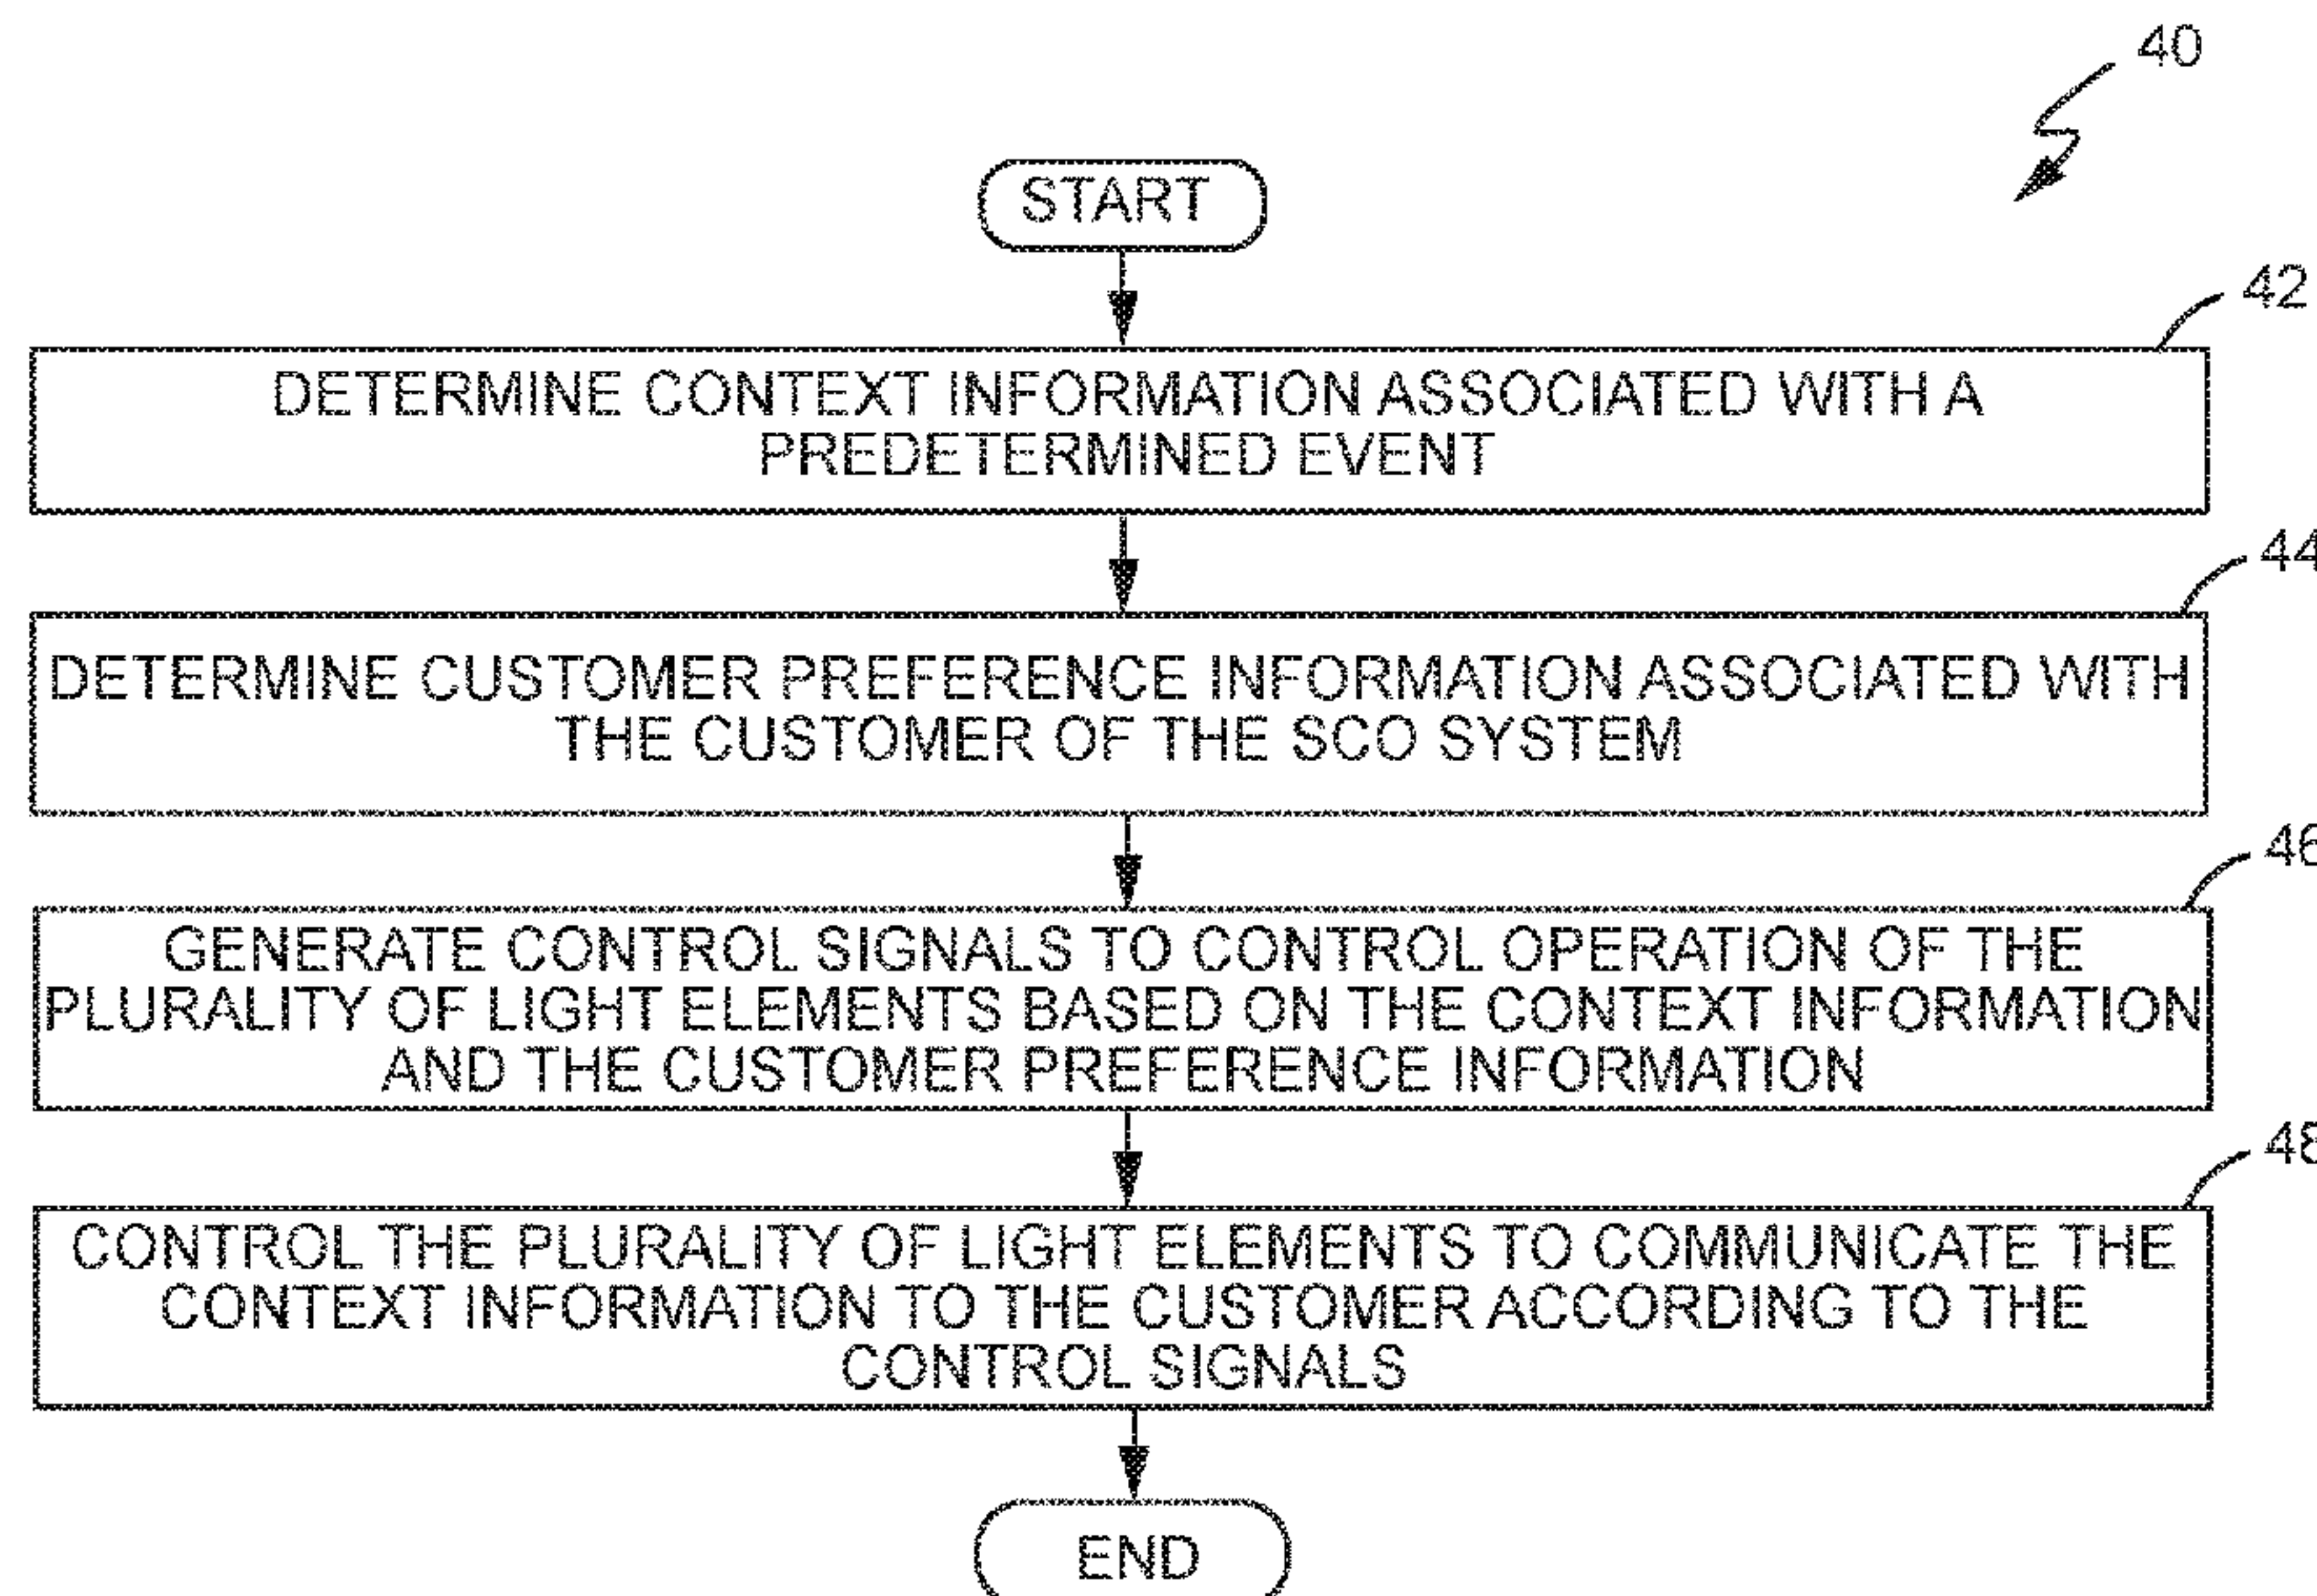 40
START
42
DETERMINE CONTEXT INFORMATION ASSOCIATED WITH A
PREDETERMINED EVENT
44
DETERMINE CUSTOMER PREFERENCE INFORMATION ASSOCIATED WITH
THE CUSTOMER OF THE SCO SYSTEM
46
GENERATE CONTROL SIGNALS TO CONTROL OPERATION OF THE
PLURALITY OF LIGHT ELEMENTS BASED ON THE CONTEXT INFORMATION
AND THE CUSTOMER PREFERENCE INFORMATION
48
CONTROL THE PLURALITY OF LIGHT ELEMENTS TO COMMUNICATE THE
CONTEXT INFORMATION TO THE CUSTOMER ACCORDING TO THE
CONTROL SIGNALS
END